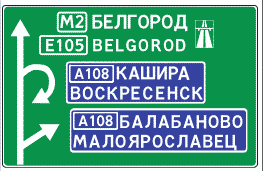 M2 БЕЛГОРОД
E105 BELGOROD
A108 КАШИРА
ВОСКРЕСЕНСК
A108 БАЛАБАНОВО
МАЛОЯРОСЛАВЕЦ